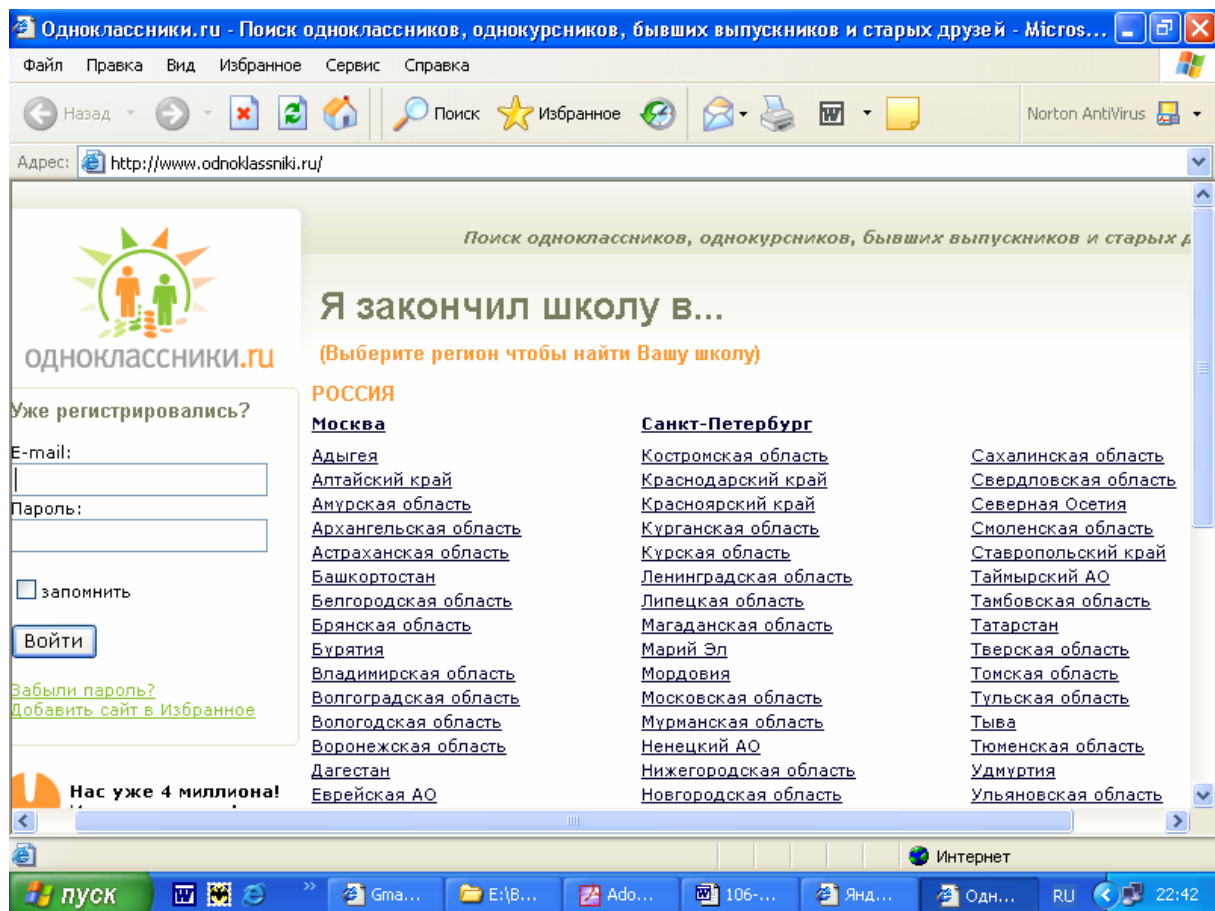 Одноклассники.ru - Поиск одноклассников, однокурсников, бывших выпускников и старых друзей - Micros...
Файл Правка Вид Избранное Сервис Справка
Назад Поиск Избранное Norton AntiVirus
Адрес: http://www.odnoklassniki.ru/
Поиск одноклассников, однокурсников, бывших выпускников и старых д
одноклассники.ru
Уже регистрировались?
E-mail:
Пароль:
запомнить
Войти
Забыли пароль?
Добавить сайт в Избранное
Нас уже 4 миллиона!
Я закончил школу в...
(Выберите регион чтобы найти Вашу школу)
РОССИЯ
Москва
Адыгея
Алтайский край
Амурская область
Архангельская область
Астраханская область
Башкортостан
Белгородская область
Брянская область
Бурятия
Владимирская область
Волгоградская область
Вологодская область
Воронежская область
Дагестан
Еврейская АО
Санкт-Петербург
Костромская область
Краснодарский край
Красноярский край
Курганская область
Курская область
Ленинградская область
Липецкая область
Магаданская область
Марий Эл
Мордовия
Московская область
Мурманская область
Ненецкий АО
Нижегородская область
Новгородская область
Сахалинская область
Свердловская область
Северная Осетия
Смоленская область
Ставропольский край
Таймырский АО
Тамбовская область
Татарстан
Тверская область
Томская область
Тульская область
Тыва
Тюменская область
Удмуртия
Ульяновская область
Интернет
пуск Gma... E:\B... Ado... 106-... Янд... Одн... RU 22:42